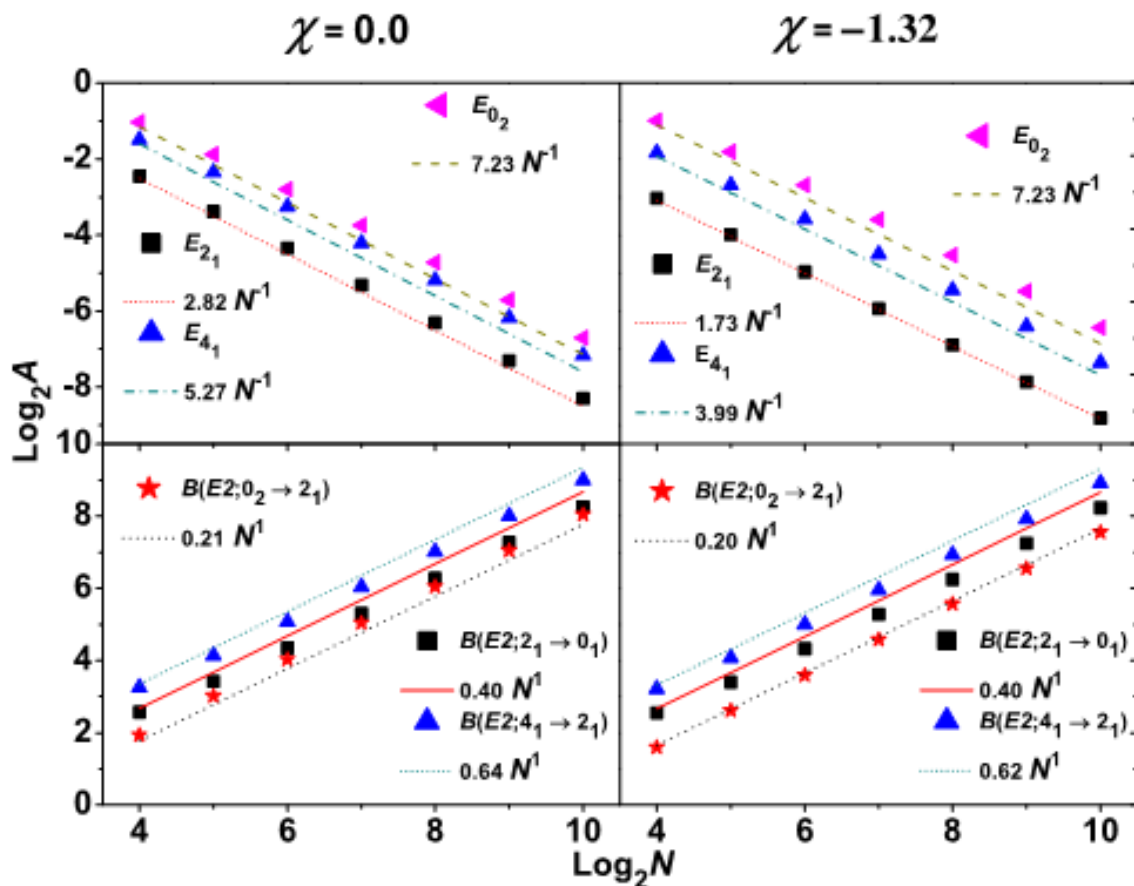 χ = 0.0
χ = −1.32
0
-2
-4
-6
-8
10
8
6
4
2
0
Log₂A
E₀₂
7.23 N⁻¹
E₂₁
2.82 N⁻¹
E₄₁
5.27 N⁻¹
E₀₂
7.23 N⁻¹
E₂₁
1.73 N⁻¹
E₄₁
3.99 N⁻¹
B(E2;0₂→2₁)
0.21 N¹
B(E2;2₁→0₁)
0.40 N¹
B(E2;4₁→2₁)
0.64 N¹
B(E2;0₂→2₁)
0.20 N¹
B(E2;2₁→0₁)
0.40 N¹
B(E2;4₁→2₁)
0.62 N¹
4 6 8 10 4 6 8 10
Log₂N